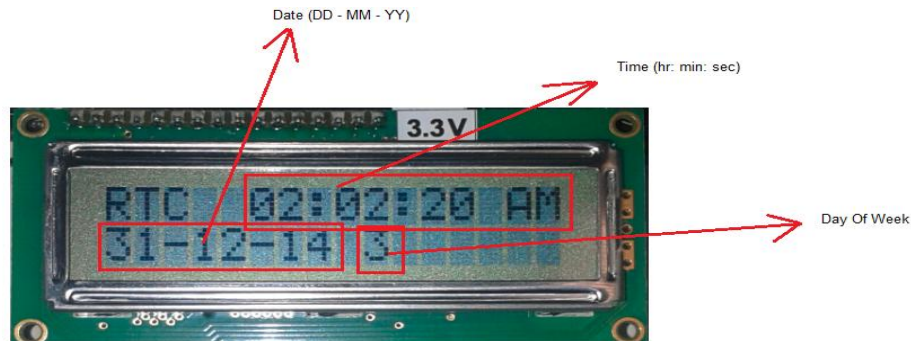 Date (DD - MM - YY)
Time (hr: min: sec)
3.3V
RTC 02:02:20 AM
31-12-14 3
Day Of Week